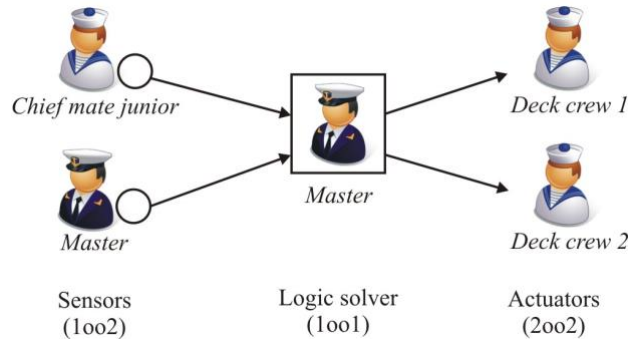 Chief mate junior
Master
Master
Deck crew 1
Deck crew 2
Sensors
(1oo2)
Logic solver
(1oo1)
Actuators
(2oo2)